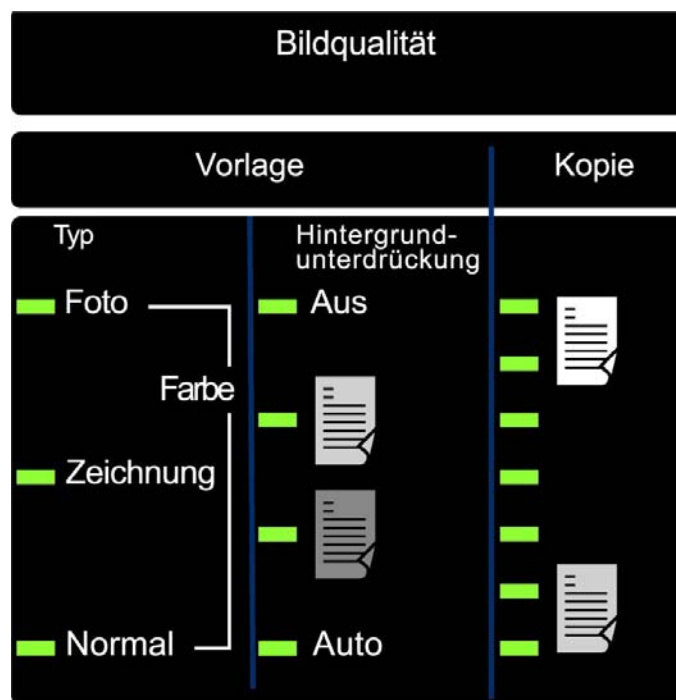 Bildqualität
Vorlage
Kopie
Typ
Hintergrund-
unterdrückung
Foto
Aus
Farbe
Zeichnung
Normal
Auto